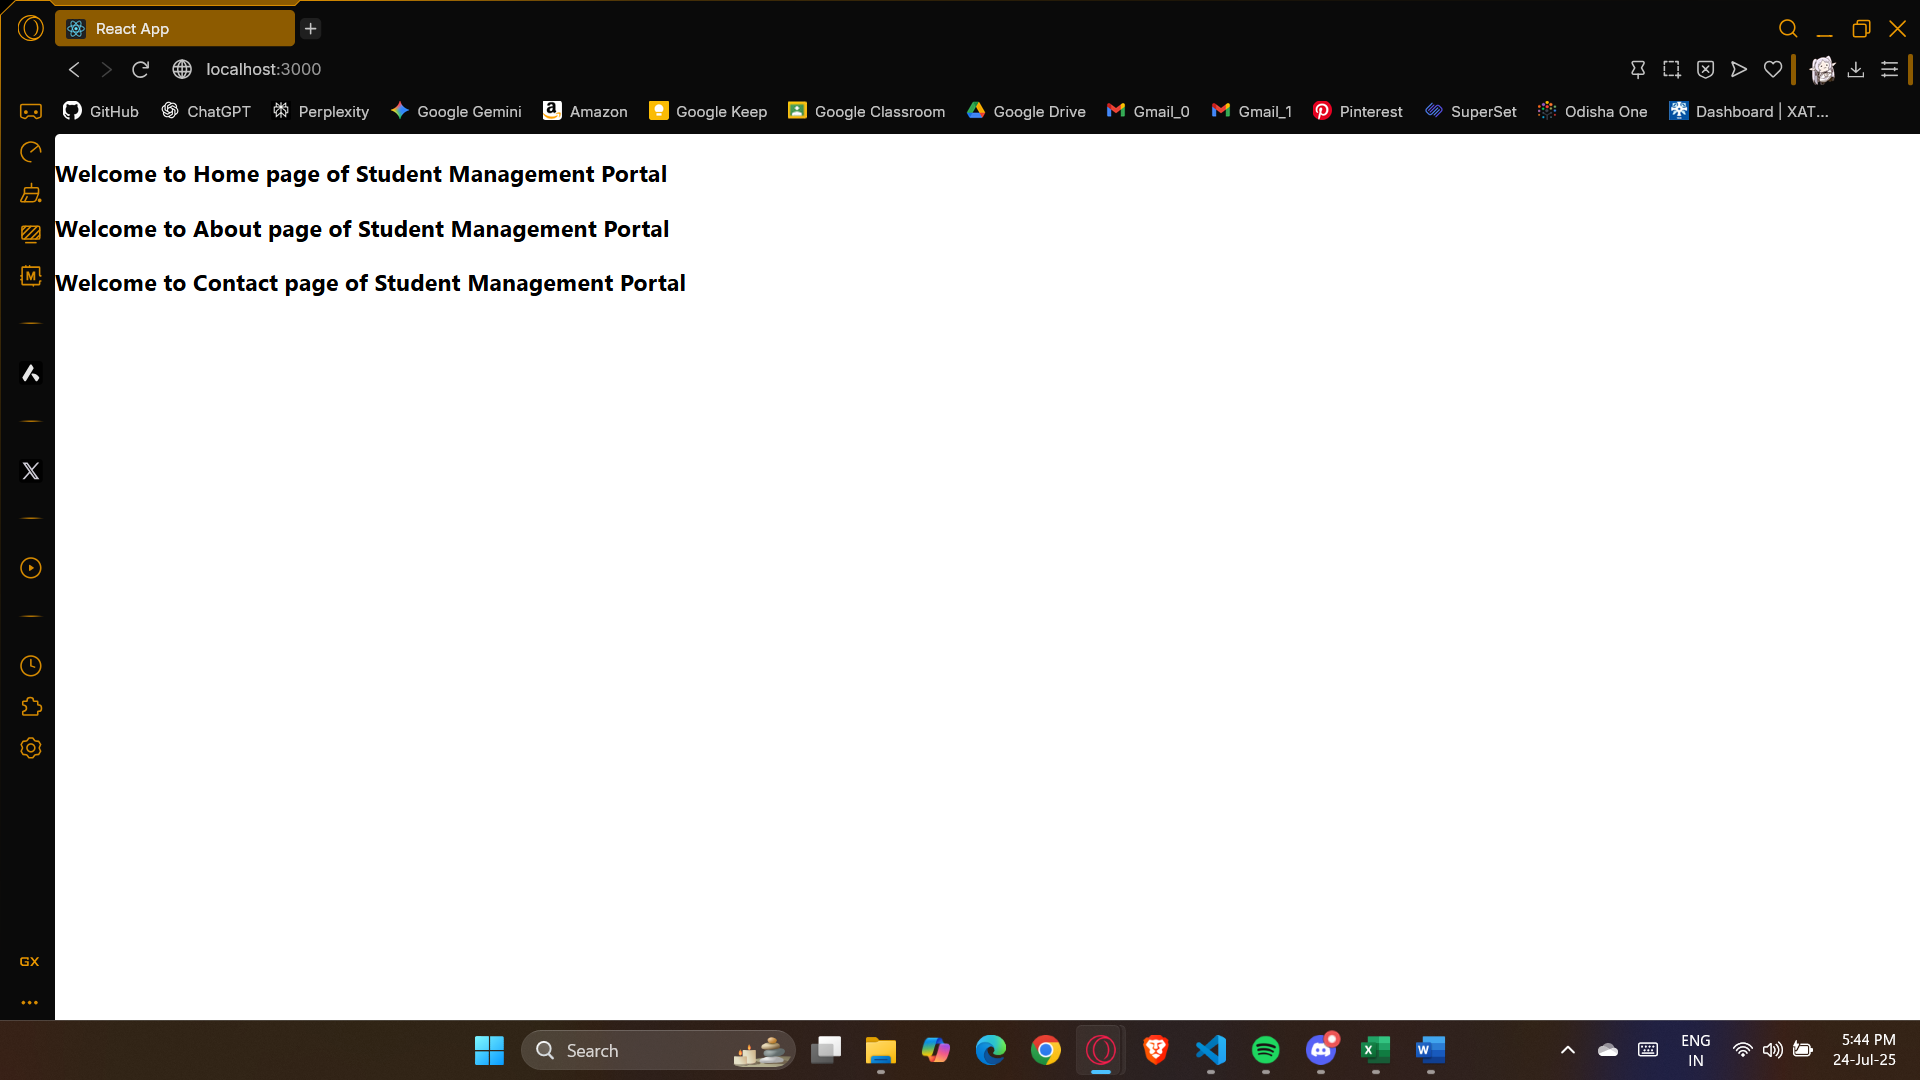 React App
localhost:3000
GitHub ChatGPT Perplexity Google Gemini Amazon Google Keep Google Classroom Google Drive Gmail_0 Gmail_1 Pinterest SuperSet Odisha One Dashboard | XAT...
Welcome to Home page of Student Management Portal
Welcome to About page of Student Management Portal
Welcome to Contact page of Student Management Portal
GX
Search
ENG
IN
5:44 PM
24-Jul-25